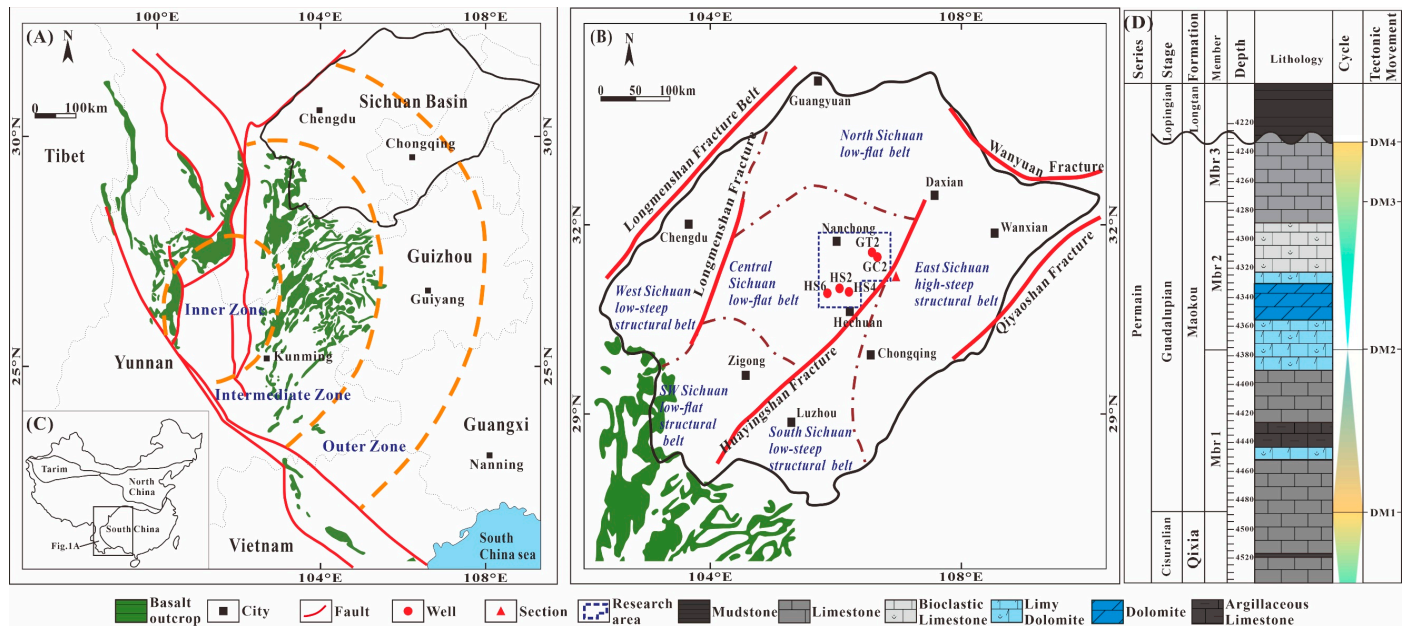 (A)
100°E
104°E
108°E
N
0
100km
Sichuan Basin
Chengdu
Chongqing
30°N
Tibet
Guizhou
Guiyang
Inner Zone
Yunnan
Kunming
25°N
Intermediate Zone
Outer Zone
Guangxi
Nanning
Vietnam
South
China sea
104°E
108°E
(C)
Tarim
North
China
South China
Fig.1A
(B)
N
0
50
100km
Guangyuan
Longmenshan Fracture Belt
North Sichuan
low-flat belt
Wanyuan
Fracture
Longmenshan Fracture
Daxian
32°N
32°N
Chengdu
Nanchong
Wanxian
GT2
GC2
Central
Sichuan
low-flat belt
HS2
HS6
HS4
East Sichuan
high-steep
structural belt
West Sichuan
low-steep
structural belt
Hechuan
Qiyaoshan Fracture
Zigong
Chongqing
SW Sichuan
low-flat
structural
belt
Huayingshan Fracture
29°N
29°N
Luzhou
South Sichuan
low-steep
structural belt
104°E
108°E
(D)
Series
Stage
Formation
Member
Depth
Lithology
Cycle
Tectonic
Movement
Permain
Lopingian
Longtan
Guadalupian
Maokou
Cisuralian
Qixia
Mbr 3
Mbr 2
Mbr 1
4220
4240
4260
4280
4300
4320
4340
4360
4380
4400
4420
4440
4460
4480
4500
4520
DM4
DM3
DM2
DM1
Basalt
outcrop
City
Fault
Well
Section
Research
area
Mudstone
Limestone
Bioclastic
Limestone
Limy
Dolomite
Dolomite
Argillaceous
Limestone